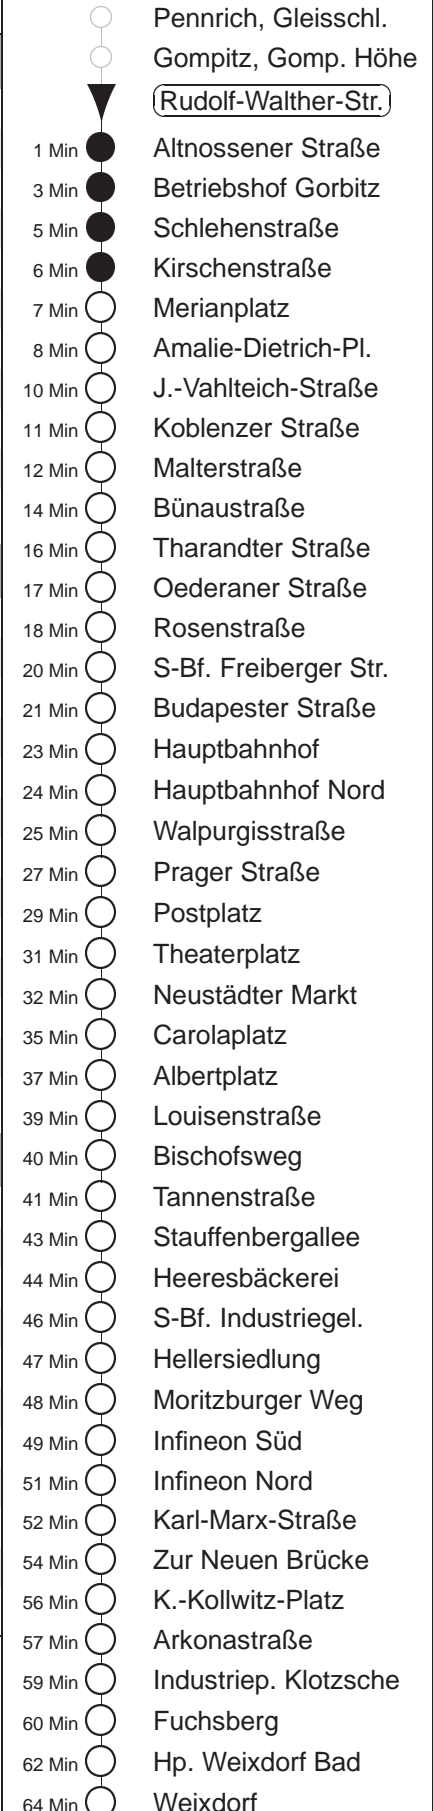 Pennrich, Gleisschl.
Gompitz, Gomp. Höhe
Rudolf-Walther-Str.
1 Min Altnossener Straße
3 Min Betriebshof Gorbitz
5 Min Schlehenstraße
6 Min Kirschenstraße
7 Min Merianplatz
8 Min Amalie-Dietrich-Pl.
10 Min J.-Vahlteich-Straße
11 Min Koblenzer Straße
12 Min Malterstraße
14 Min Bünaustraße
16 Min Tharandter Straße
17 Min Oederaner Straße
18 Min Rosenstraße
20 Min S-Bf. Freiberger Str.
21 Min Budapester Straße
23 Min Hauptbahnhof
24 Min Hauptbahnhof Nord
25 Min Walpurgisstraße
27 Min Prager Straße
29 Min Postplatz
31 Min Theaterplatz
32 Min Neustädter Markt
35 Min Carolaplatz
37 Min Albertplatz
39 Min Louisenstraße
40 Min Bischofsweg
41 Min Tannenstraße
43 Min Stauffenbergallee
44 Min Heeresbäckerei
46 Min S-Bf. Industriegel.
47 Min Hellersiedlung
48 Min Moritzburger Weg
49 Min Infineon Süd
51 Min Infineon Nord
52 Min Karl-Marx-Straße
54 Min Zur Neuen Brücke
56 Min K.-Kollwitz-Platz
57 Min Arkonastraße
59 Min Industriep. Klotzsche
60 Min Fuchsberg
62 Min Hp. Weixdorf Bad
64 Min Weixdorf